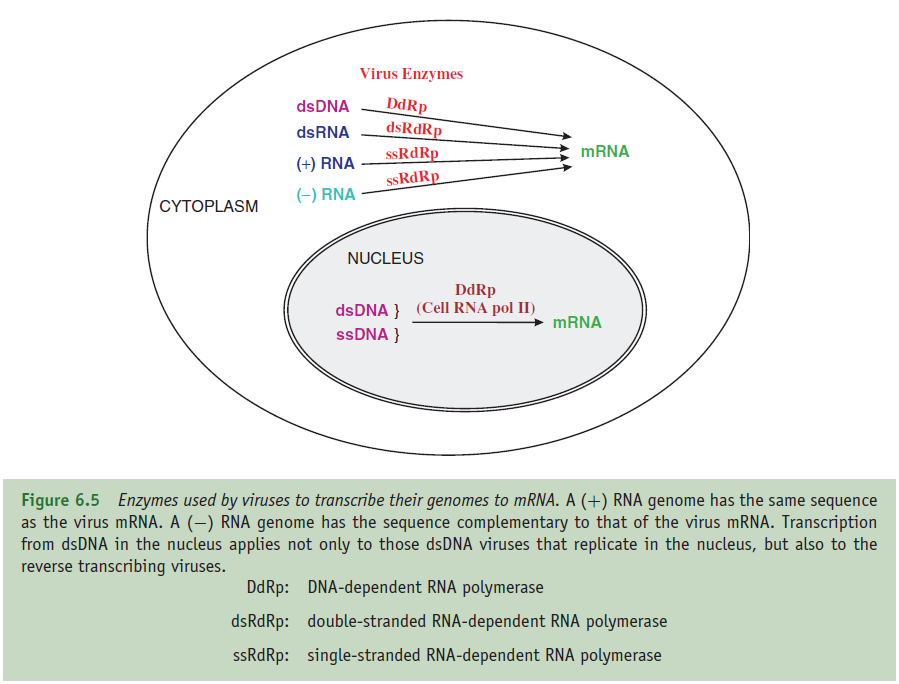 Virus Enzymes
dsDNA DdRp
dsRNA dsRdRp
(+) RNA ssRdRp
mRNA
(−) RNA ssRdRp
CYTOPLASM
NUCLEUS
DdRp
dsDNA } (Cell RNA pol II)
mRNA
ssDNA }
Figure 6.5 Enzymes used by viruses to transcribe their genomes to mRNA. A (+) RNA genome has the same sequence
as the virus mRNA. A (−) RNA genome has the sequence complementary to that of the virus mRNA. Transcription
from dsDNA in the nucleus applies not only to those dsDNA viruses that replicate in the nucleus, but also to the
reverse transcribing viruses.
DdRp: DNA-dependent RNA polymerase
dsRdRp: double-stranded RNA-dependent RNA polymerase
ssRdRp: single-stranded RNA-dependent RNA polymerase